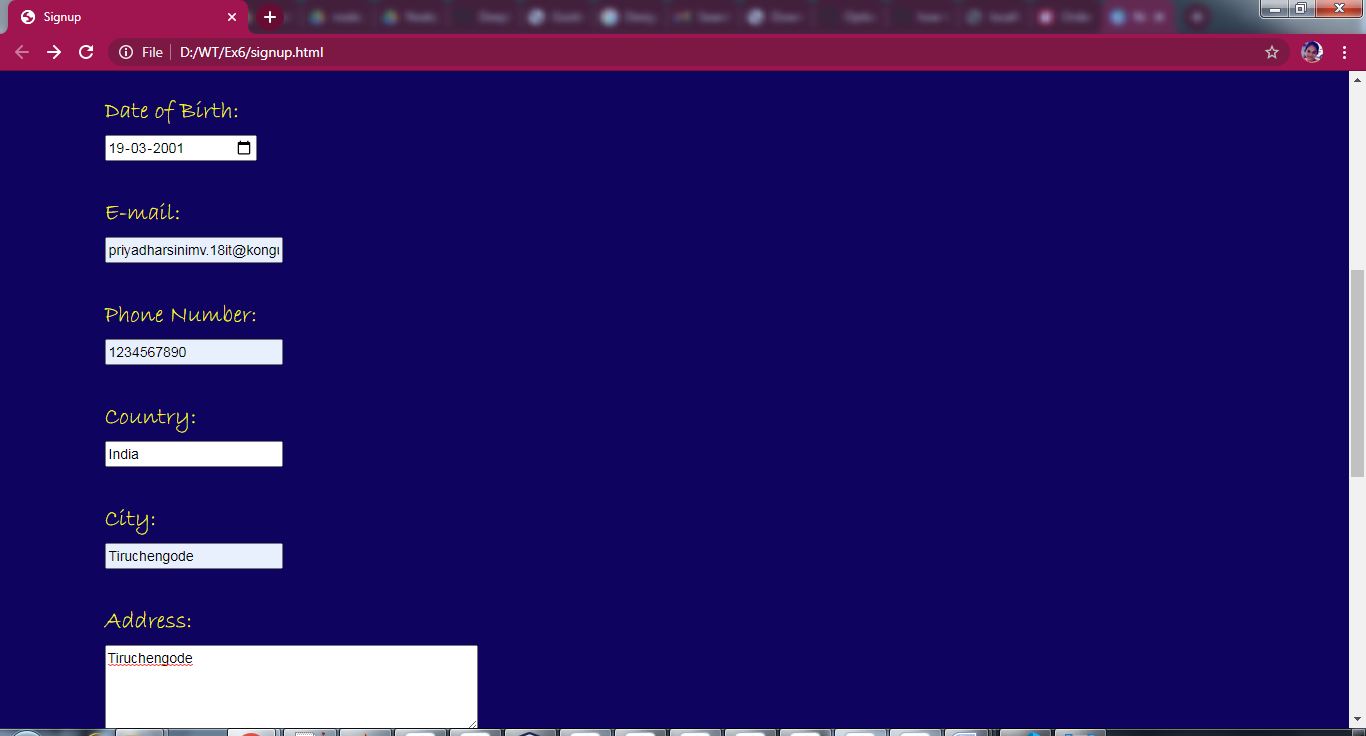 Signup
File D:/WT/Ex6/signup.html
Date of Birth:
19-03-2001
E-mail:
priyadharsinimv.18it@kong
Phone Number:
1234567890
Country:
India
City:
Tiruchengode
Address:
Tiruchengode